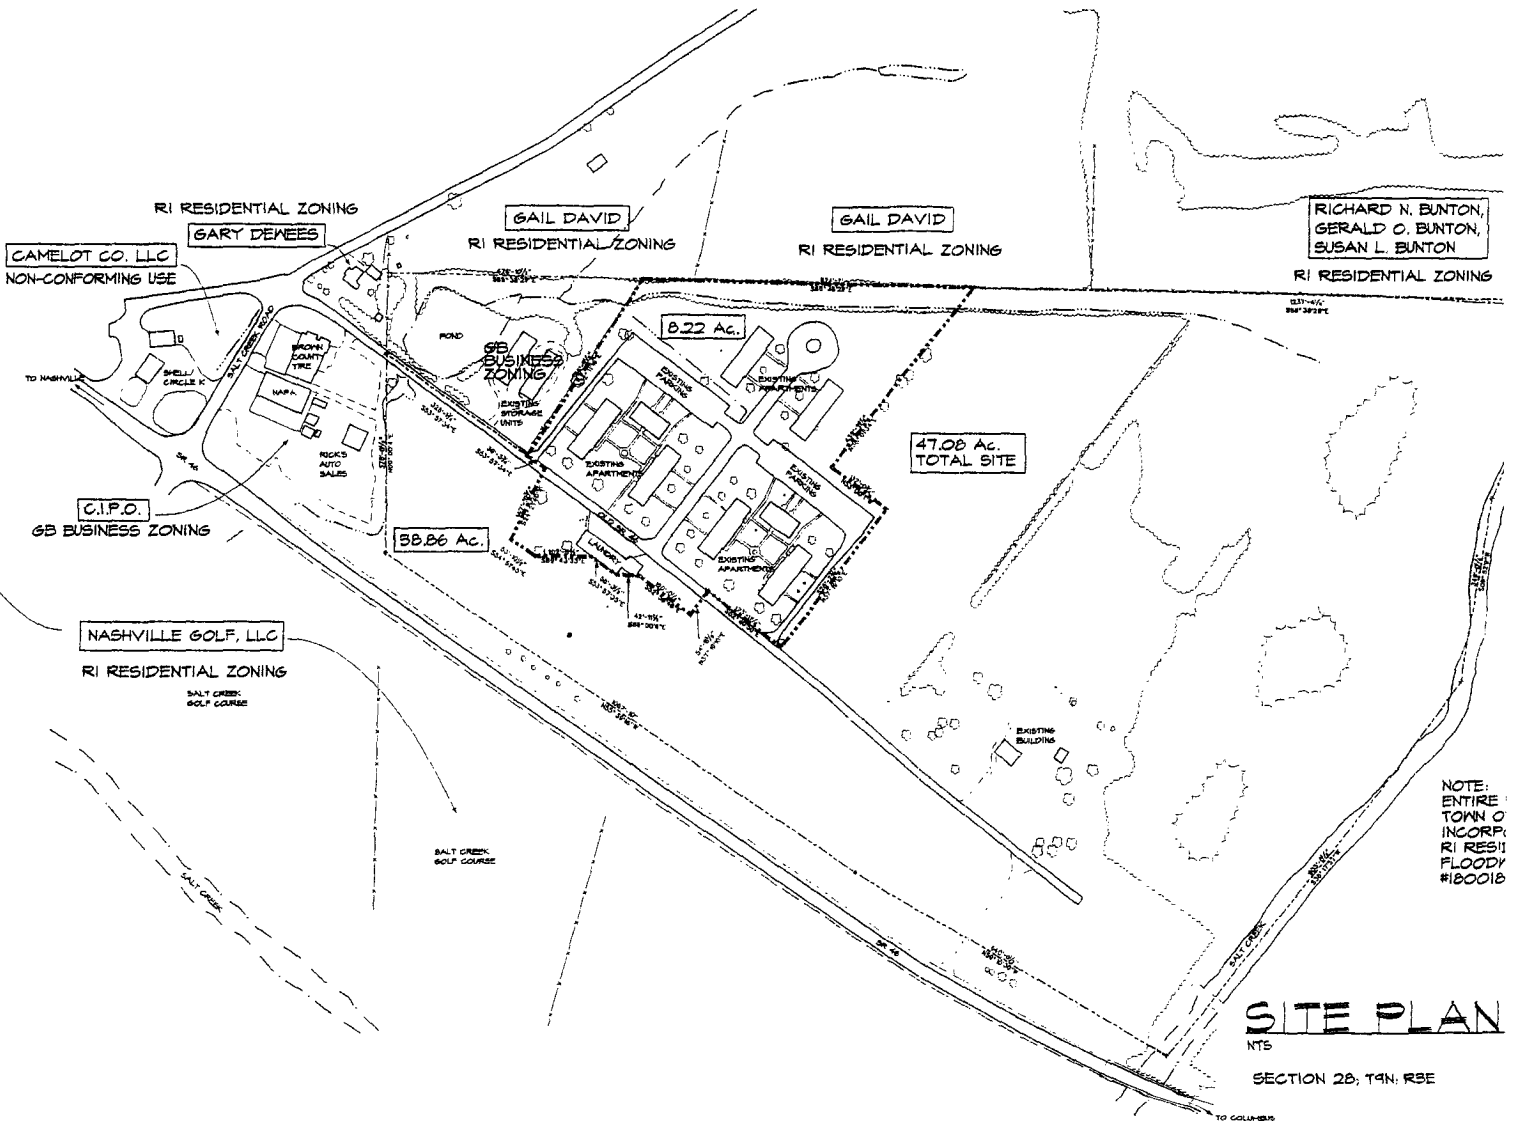 RI RESIDENTIAL ZONING
GARY DEWEES
CAMELOT CO. LLC
NON-CONFORMING USE
GAIL DAVID
RI RESIDENTIAL ZONING
GAIL DAVID
RI RESIDENTIAL ZONING
RICHARD N. BUNTON,
GERALD O. BUNTON,
SUSAN L. BUNTON
RI RESIDENTIAL ZONING
8.22 Ac.
POND
GB
BUSINESS
ZONING
EXISTING
STORAGE
UNITS
SALT CREEK ROAD
BROWN
COUNTY
TIRE
SHELL/
CIRCLE K
NAPA
TO NASHVILLE
RICKS
AUTO
SALES
SR 46
EXISTING
PARKING
EXISTING
APARTMENTS
EXISTING
APARTMENTS
EXISTING
PARKING
EXISTING
APARTMENTS
47.08 Ac.
TOTAL SITE
C.I.P.O.
GB BUSINESS ZONING
38.86 Ac.
OLD SR 46
LAUNDRY
NASHVILLE GOLF, LLC
RI RESIDENTIAL ZONING
SALT CREEK
GOLF COURSE
EXISTING
BUILDING
NOTE:
ENTIRE
TOWN O
INCORP
RI RESI
FLOOD
#180018
SALT CREEK
GOLF COURSE
SALT CREEK
SR 46
SALT CREEK
SITE PLAN
NTS
SECTION 28; T9N; R3E
TO COLUMBUS